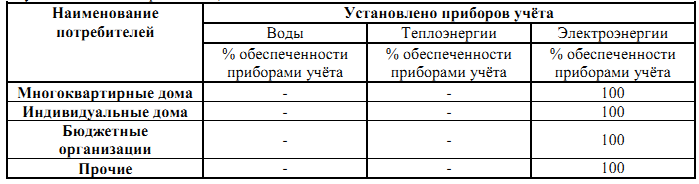 Наименование потребителей Установлено приборов учёта
Воды Теплоэнергии Электроэнергии
% обеспеченности приборами учёта % обеспеченности приборами учёта % обеспеченности приборами учёта
Многоквартирные дома - - 100
Индивидуальные дома - - 100
Бюджетные организации - - 100
Прочие - - 100